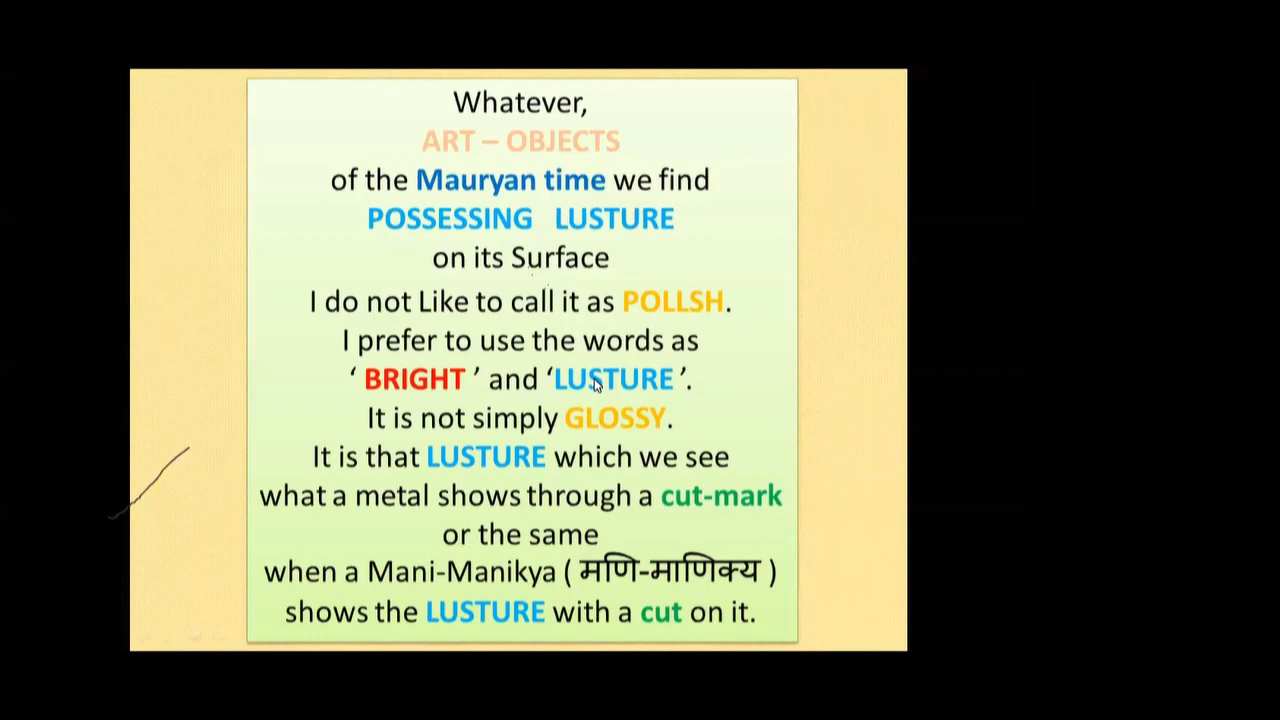 Whatever,
ART – OBJECTS
of the Mauryan time we find
POSSESSING LUSTURE
on its Surface
I do not Like to call it as POLLSH.
I prefer to use the words as
‘ BRIGHT ’ and ‘LUSTURE ’.
It is not simply GLOSSY.
It is that LUSTURE which we see
what a metal shows through a cut-mark
or the same
when a Mani-Manikya ( मणि-माणिक्य )
shows the LUSTURE with a cut on it.